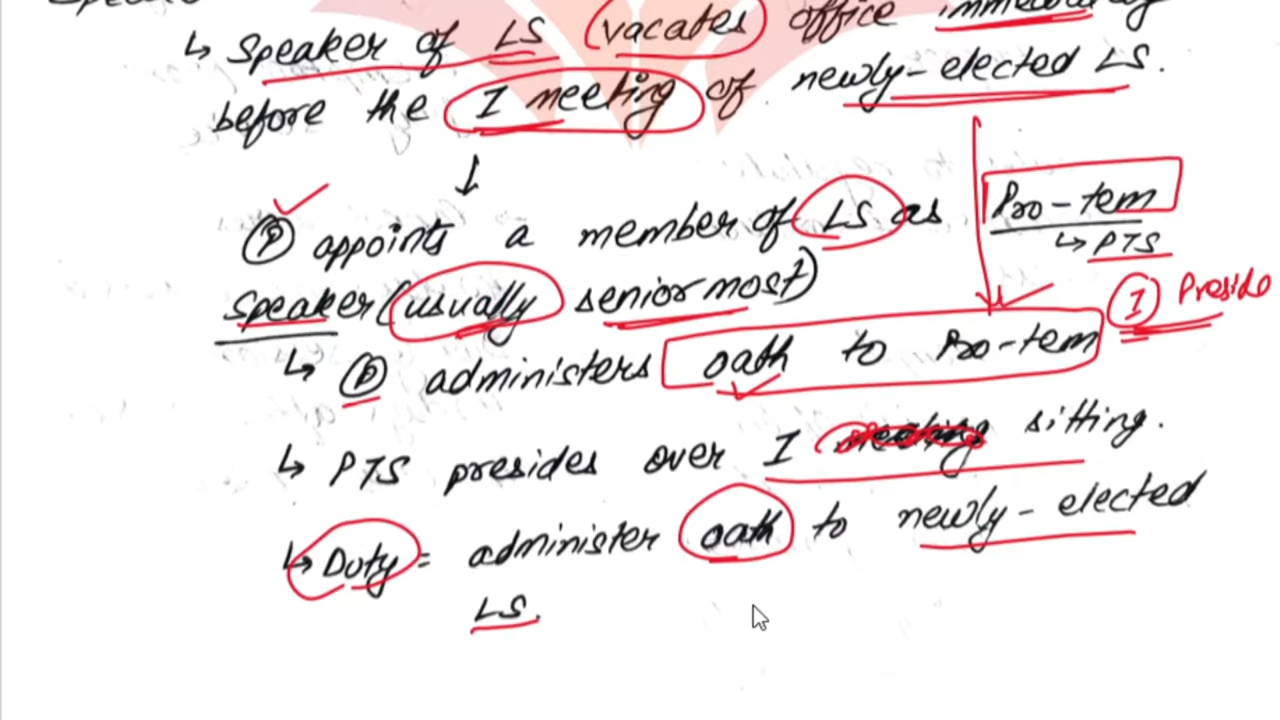 ↳ Speaker of LS vacates office immediately
before the I meeting of newly-elected LS.
↓
Ⓟ appoints a member of LS as Pro-tem
↳ PTS
Speaker (usually senior most)
I Preside
↳ Ⓟ administers oath to Pro-tem
↳ PTS presides over I sitting.
↳ Duty = administer oath to newly-elected
LS.